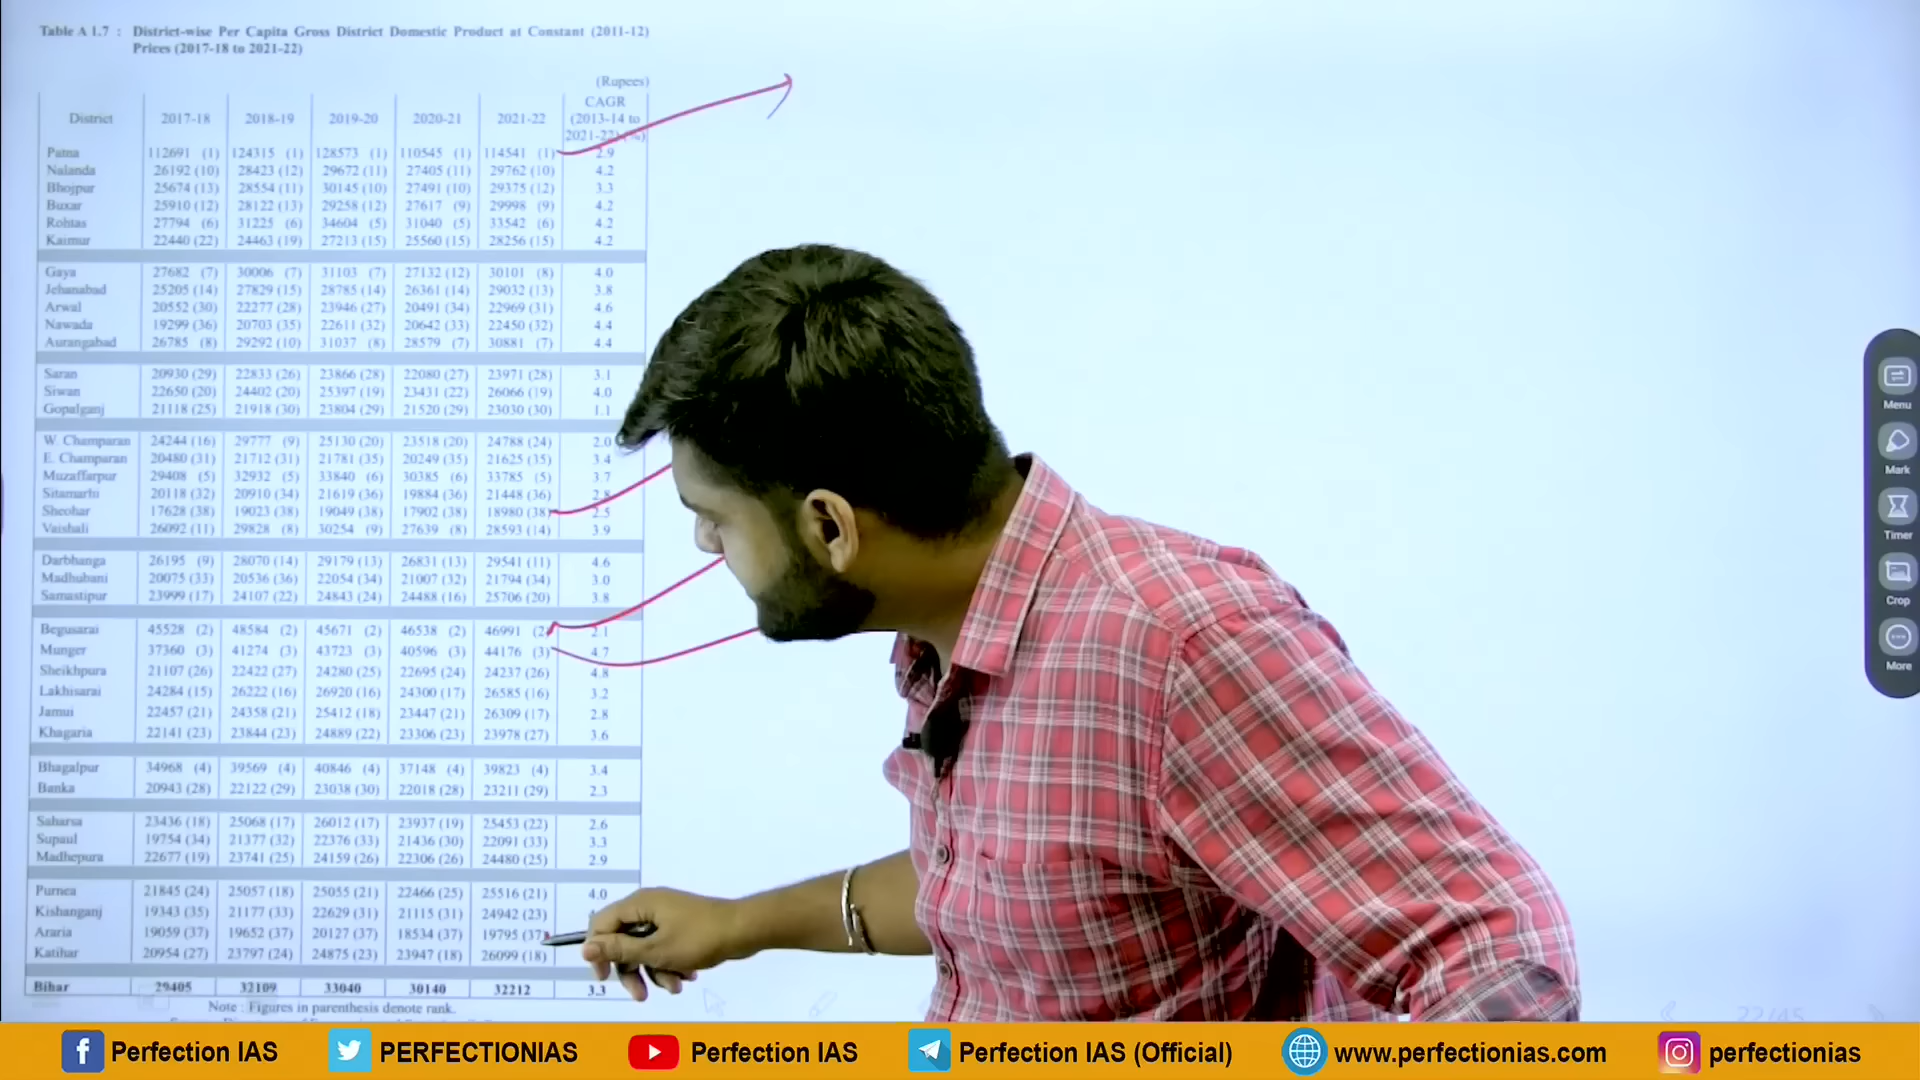 Table A 1.7 : District-wise Per Capita Gross District Domestic Product at Constant (2011-12)
Prices (2017-18 to 2021-22)
(Rupees)
District 2017-18 2018-19 2019-20 2020-21 2021-22 CAGR (2013-14 to 2021-22) (%)
Patna 112691 (1) 124315 (1) 128573 (1) 110545 (1) 114541 (1) 2.9
Nalanda 26192 (10) 28423 (12) 29672 (11) 27405 (11) 29762 (10) 4.2
Bhojpur 25674 (13) 28554 (11) 30145 (10) 27491 (10) 29375 (12) 3.3
Buxar 25910 (12) 28122 (13) 29258 (12) 27617 (9) 29998 (9) 4.2
Rohtas 27794 (6) 31225 (6) 34604 (5) 31040 (5) 33542 (6) 4.2
Kaimur 22440 (22) 24463 (19) 27213 (15) 25560 (15) 28256 (15) 4.2
Gaya 27682 (7) 30006 (7) 31103 (7) 27132 (12) 30101 (8) 4.0
Jehanabad 25205 (14) 27829 (15) 28785 (14) 26361 (14) 29032 (13) 3.8
Arwal 20552 (30) 22277 (28) 23946 (27) 20491 (34) 22969 (31) 4.6
Nawada 19299 (36) 20703 (35) 22611 (32) 20642 (33) 22450 (32) 4.4
Aurangabad 26785 (8) 29292 (10) 31037 (8) 28579 (7) 30881 (7) 4.4
Saran 20930 (29) 22833 (26) 23866 (28) 22080 (27) 23971 (28) 3.1
Siwan 22650 (20) 24402 (20) 25397 (19) 23431 (22) 26066 (19) 4.0
Gopalganj 21118 (25) 21918 (30) 23804 (29) 21520 (29) 23030 (30) 1.1
W. Champaran 24244 (16) 29777 (9) 25130 (20) 23518 (20) 24788 (24) 2.0
E. Champaran 20480 (31) 21712 (31) 21781 (35) 20249 (35) 21625 (35) 3.4
Muzaffarpur 29408 (5) 32932 (5) 33840 (6) 30385 (6) 33785 (5) 3.7
Sitamarhi 20118 (32) 20910 (34) 21619 (36) 19884 (36) 21448 (36) 2.8
Sheohar 17628 (38) 19023 (38) 19049 (38) 17902 (38) 18980 (38) 2.5
Vaishali 26092 (11) 29828 (8) 30254 (9) 27639 (8) 28593 (14) 3.9
Darbhanga 26195 (9) 28070 (14) 29179 (13) 26831 (13) 29541 (11) 4.6
Madhubani 20075 (33) 20536 (36) 22054 (34) 21007 (32) 21794 (34) 3.0
Samastipur 23999 (17) 24107 (22) 24843 (24) 24488 (16) 25706 (20) 3.8
Begusarai 45528 (2) 48584 (2) 45671 (2) 46538 (2) 46991 (2) 2.1
Munger 37360 (3) 41274 (3) 43723 (3) 40596 (3) 44176 (3) 4.7
Sheikhpura 21107 (26) 22422 (27) 24280 (25) 22695 (24) 24237 (26) 4.8
Lakhisarai 24284 (15) 26222 (16) 26920 (16) 24300 (17) 26585 (16) 3.2
Jamui 22457 (21) 24358 (21) 25412 (18) 23447 (21) 26309 (17) 2.8
Khagaria 22141 (23) 23844 (23) 24889 (22) 23306 (23) 23978 (27) 3.6
Bhagalpur 34968 (4) 39569 (4) 40846 (4) 37148 (4) 39823 (4) 3.4
Banka 20943 (28) 22122 (29) 23038 (30) 22018 (28) 23211 (29) 2.3
Saharsa 23436 (18) 25068 (17) 26012 (17) 23937 (19) 25453 (22) 2.6
Supaul 19754 (34) 21377 (32) 22376 (33) 21436 (30) 22091 (33) 3.3
Madhepura 22677 (19) 23741 (25) 24159 (26) 22306 (26) 24480 (25) 2.9
Purnea 21845 (24) 25057 (18) 25055 (21) 22466 (25) 25516 (21) 4.0
Kishanganj 19343 (35) 21177 (33) 22629 (31) 21115 (31) 24942 (23)
Araria 19059 (37) 19652 (37) 20127 (37) 18534 (37) 19795 (37)
Katihar 20954 (27) 23797 (24) 24875 (23) 23947 (18) 26099 (18)
Bihar 29405 32109 33040 30140 32212 3.3
Note : Figures in parenthesis denote rank.
Menu
Mark
Timer
Crop
More
22/45
Perfection IAS PERFECTIONIAS Perfection IAS Perfection IAS (Official) www.perfectionias.com perfectionias